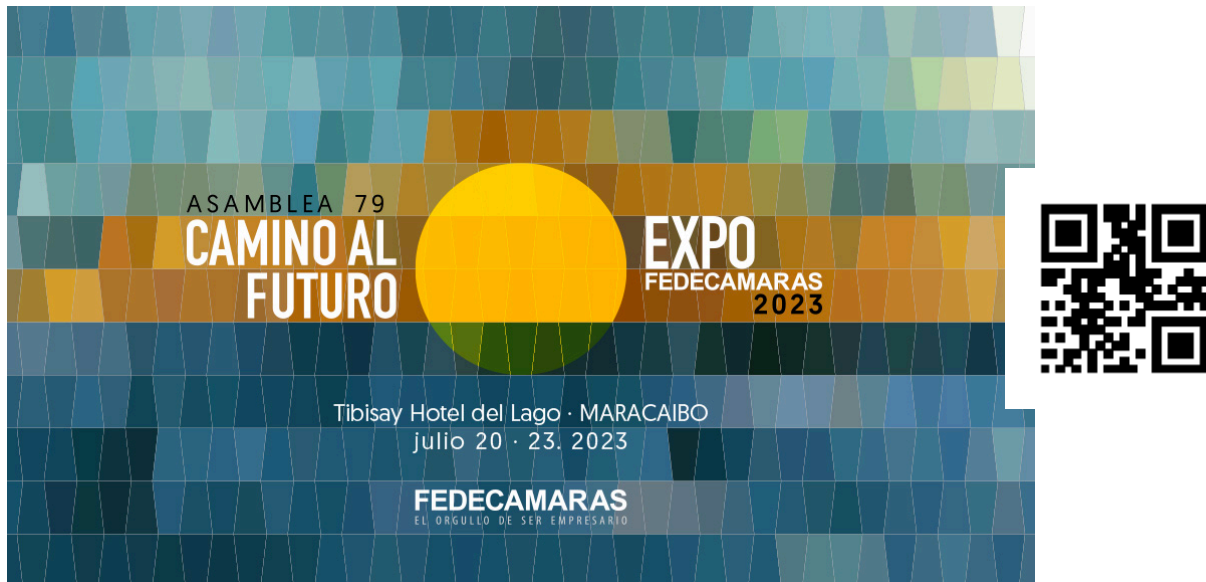 ASAMBLEA 79
CAMINO AL
FUTURO
EXPO
FEDECAMARAS
2023
Tibisay Hotel del Lago · MARACAIBO
julio 20 · 23. 2023
FEDECAMARAS
EL ORGULLO DE SER EMPRESARIO